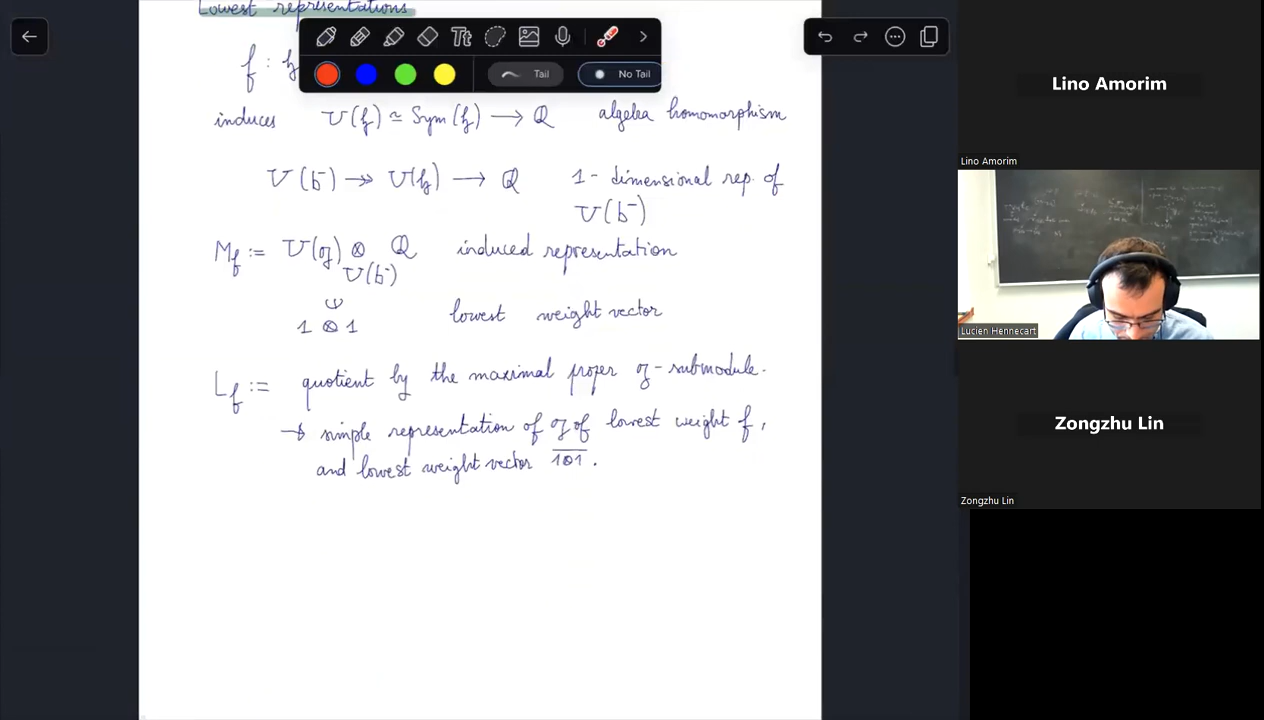 Lowest representations
Tt
Tail
No Tail
f : h
induces U(h) ≃ Sym(h) → ℚ algebra homomorphism
U(b⁻) ↠ U(h) → ℚ 1-dimensional rep. of
U(b⁻)
M_f := U(g) ⊗ ℚ induced representation
U(b⁻)
1 ⊗ 1 lowest weight vector
L_f := quotient by the maximal proper g-submodule.
→ simple representation of g of lowest weight f,
and lowest weight vector 1⊗1.
Lino Amorim
Lino Amorim
Lucien Hennecart
Zongzhu Lin
Zongzhu Lin